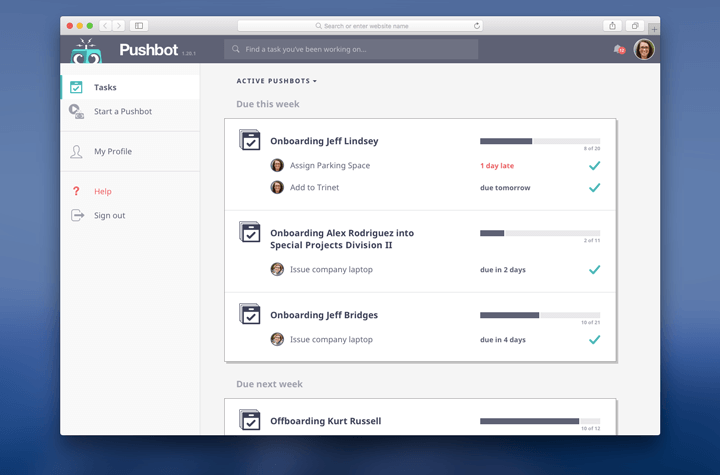 Search or enter website name
Pushbot 1.20.1
Find a task you've been working on...
12
Tasks
Start a Pushbot
My Profile
Help
Sign out
ACTIVE PUSHBOTS
Due this week
Onboarding Jeff Lindsey
8 of 20
Assign Parking Space
1 day late
Add to Trinet
due tomorrow
Onboarding Alex Rodriguez into
Special Projects Division II
2 of 11
Issue company laptop
due in 2 days
Onboarding Jeff Bridges
10 of 21
Issue company laptop
due in 4 days
Due next week
Offboarding Kurt Russell
10 of 12